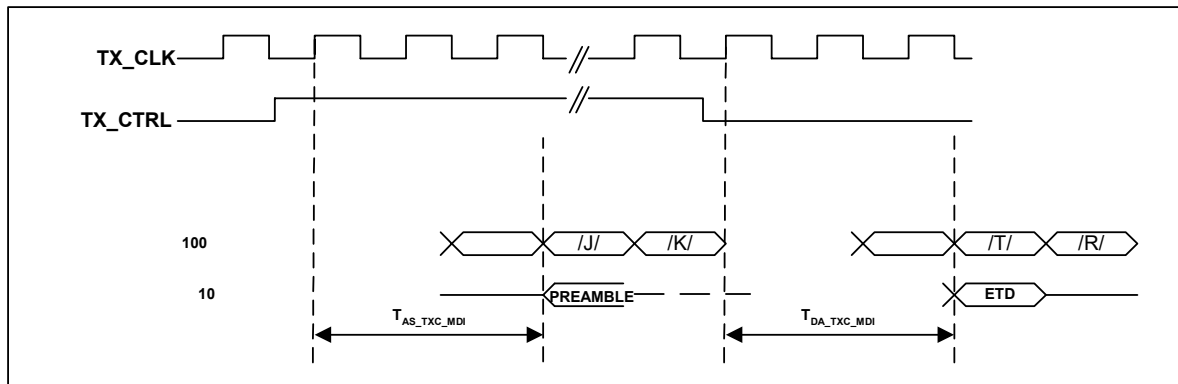 TX_CLK
TX_CTRL
100
/J/ /K/ /T/ /R/
10
PREAMBLE ETD
T_AS_TXC_MDI T_DA_TXC_MDI